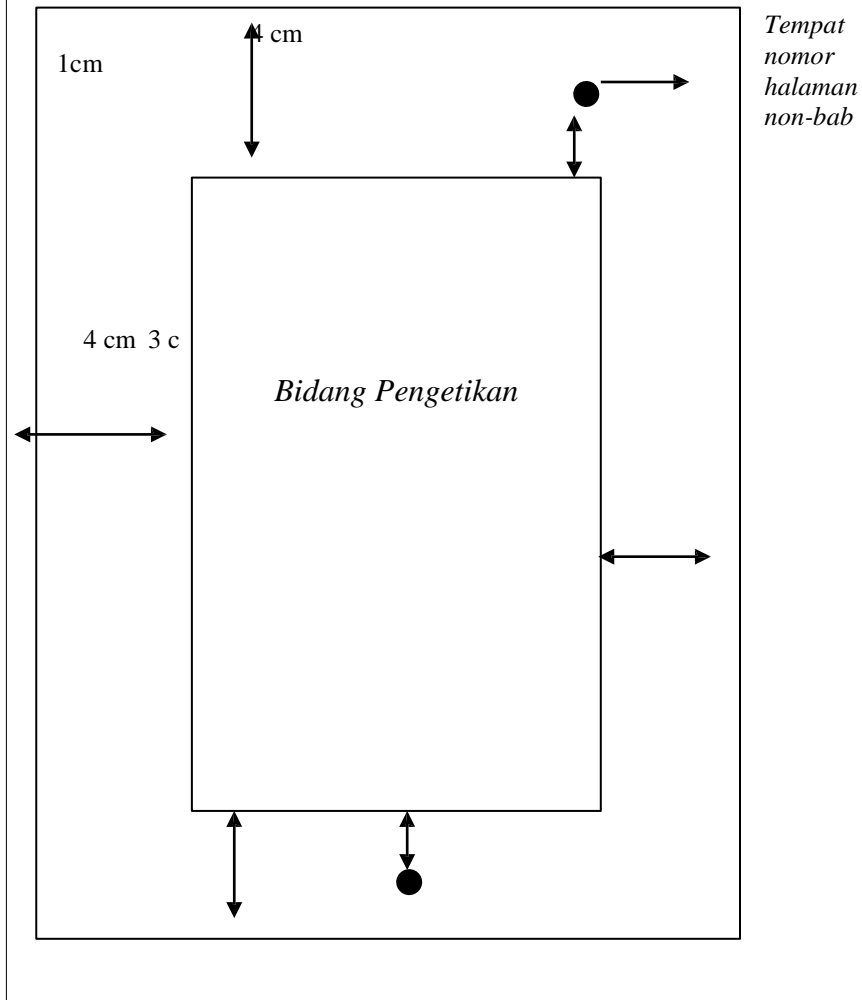 4 cm
1cm
Tempat
nomor
halaman
non-bab
4 cm 3 c
Bidang Pengetikan